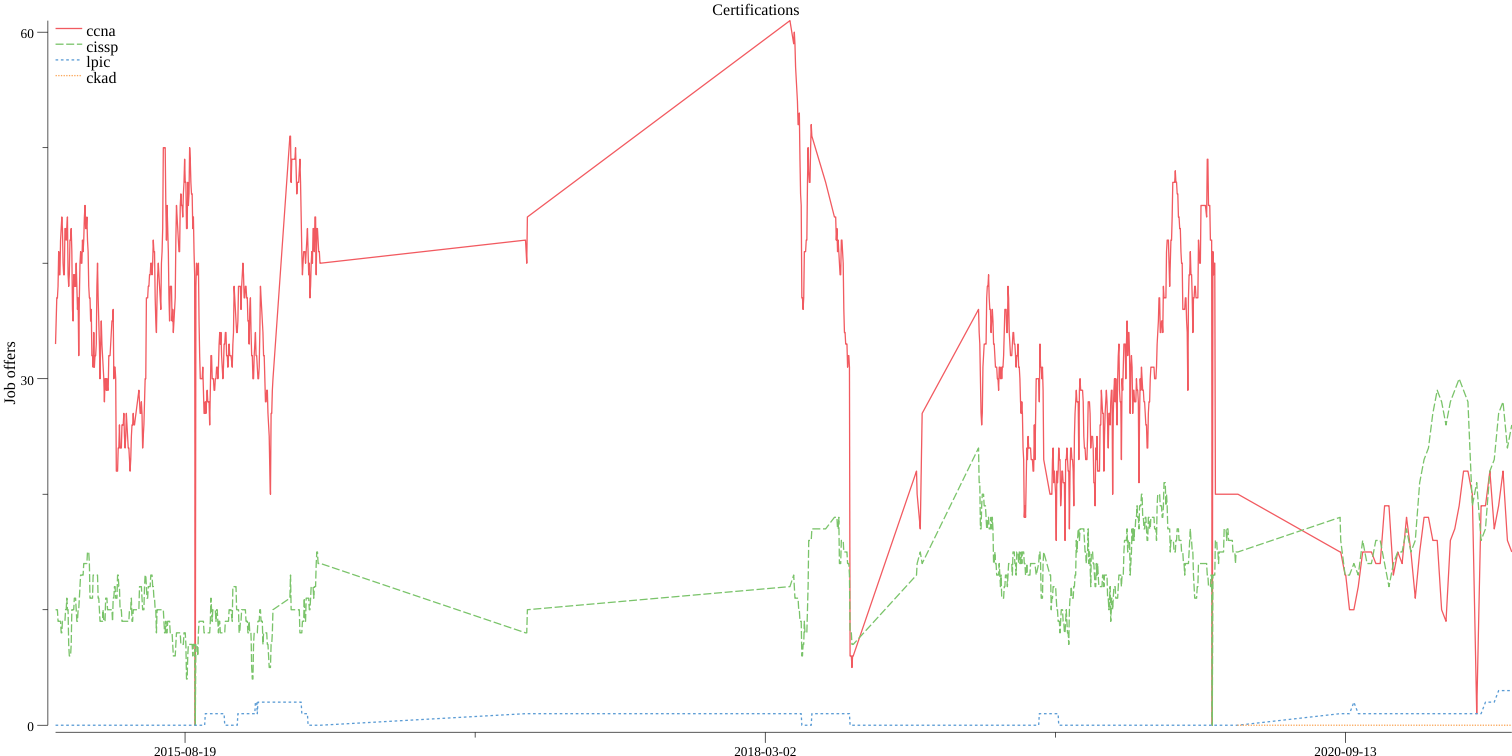 Certifications
60
ccna
cissp
lpic
ckad
Job offers
30
0
2015-08-19
2018-03-02
2020-09-13